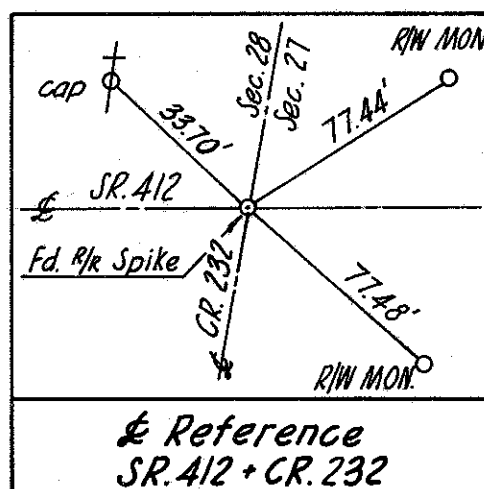 R/W MON.
cap
33.70'
Sec. 28
Sec. 27
77.44'
℄ SR. 412
Fd. R/R Spike
CR. 232
℄
77.48'
R/W MON.
℄ Reference
SR. 412 + CR. 232